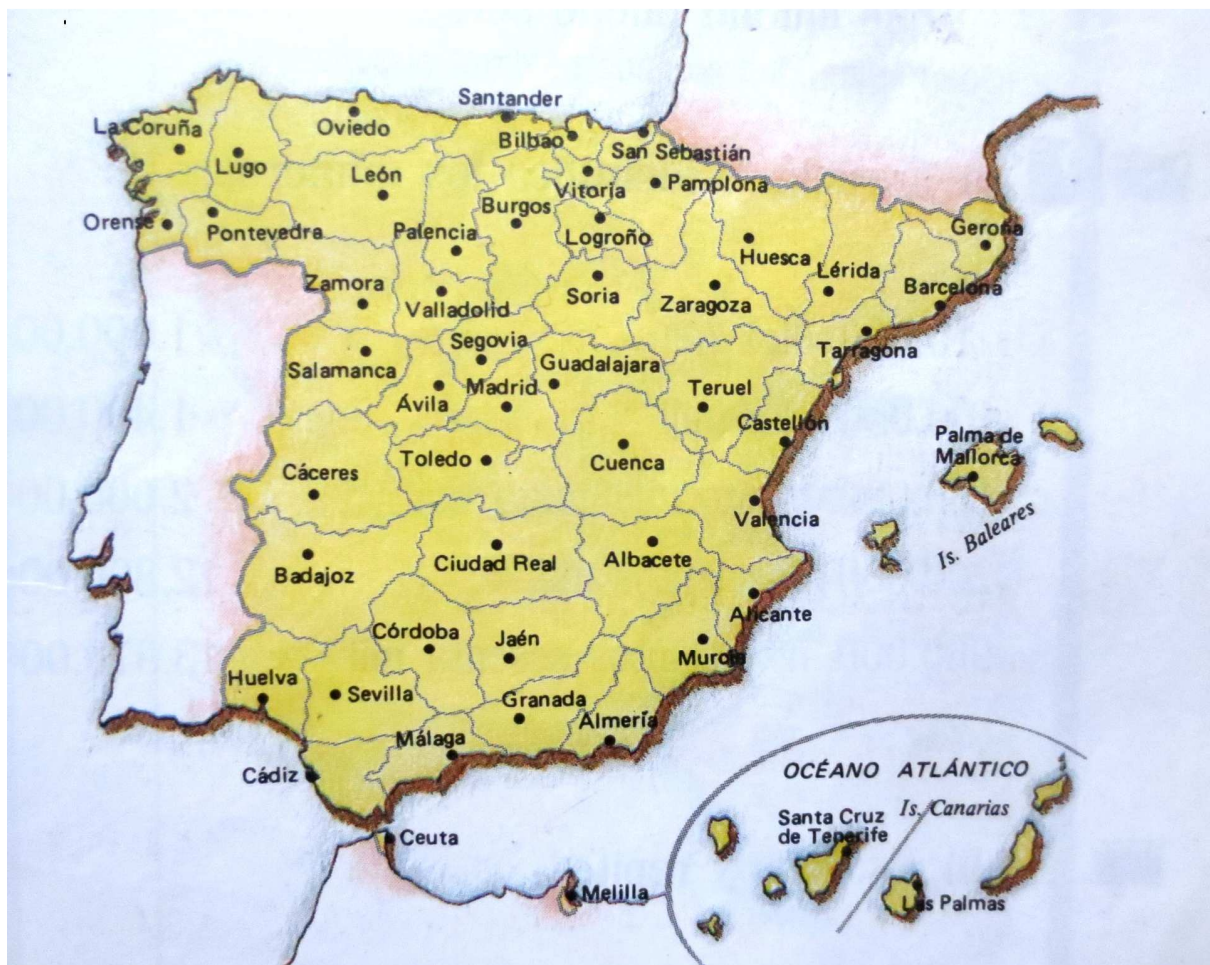 Santander
La Coruña
Oviedo
Bilbao
San Sebastián
Lugo
León
Vitoria
Pamplona
Burgos
Orense
Pontevedra
Palencia
Logroño
Gerona
Huesca
Lérida
Zamora
Soria
Zaragoza
Barcelona
Valladolid
Segovia
Tarragona
Salamanca
Guadalajara
Madrid
Teruel
Avila
Castellón
Palma de
Mallorca
Toledo
Cuenca
Cáceres
Valencia
Is. Baleares
Ciudad Real
Albacete
Badajoz
Alicante
Córdoba
Jaén
Murcia
Huelva
Sevilla
Granada
Almería
Málaga
Cádiz
OCÉANO ATLÁNTICO
Is. Canarias
Santa Cruz
de Tenerife
Ceuta
Melilla
Las Palmas